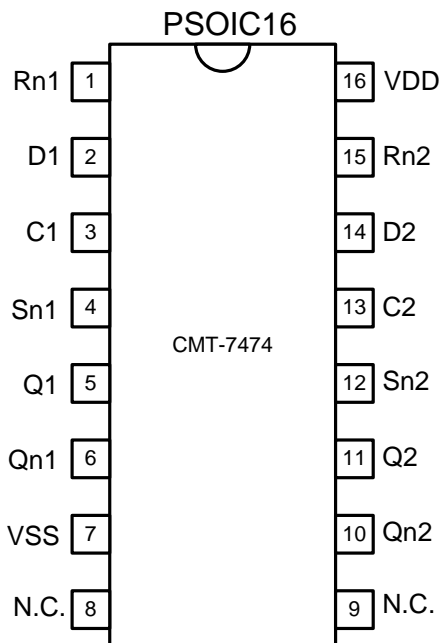 PSOIC16
Rn1 1 16 VDD
D1 2 15 Rn2
C1 3 14 D2
Sn1 4 13 C2
CMT-7474
Q1 5 12 Sn2
Qn1 6 11 Q2
VSS 7 10 Qn2
N.C. 8 9 N.C.